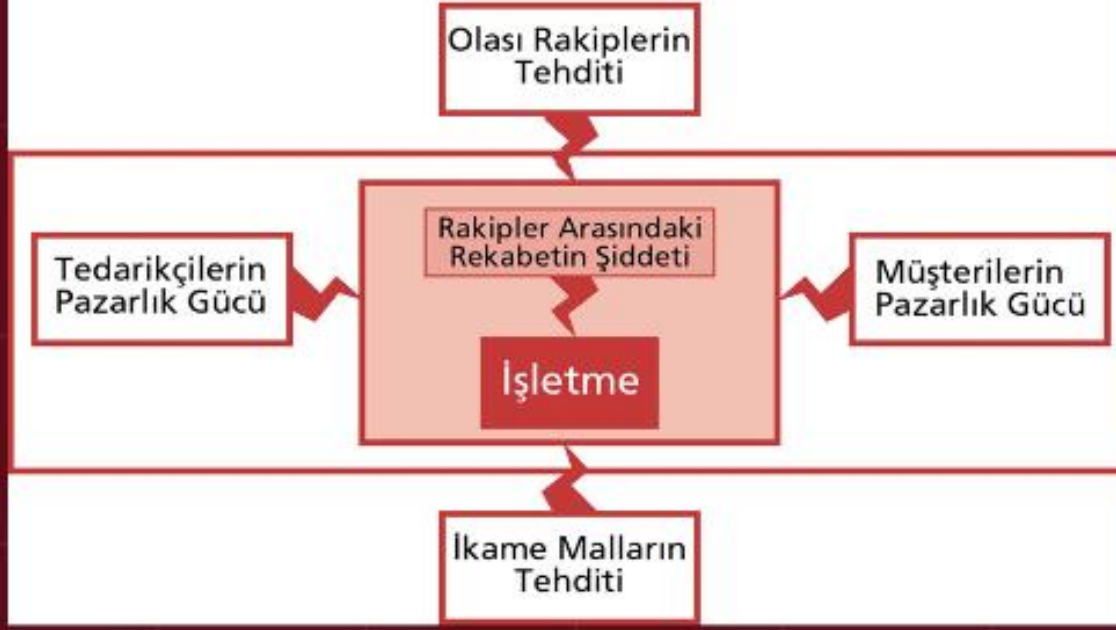 Olası Rakiplerin
Tehditi
Rakipler Arasındaki
Rekabetin Şiddeti
Tedarikçilerin
Pazarlık Gücü
Müşterilerin
Pazarlık Gücü
İşletme
İkame Malların
Tehditi